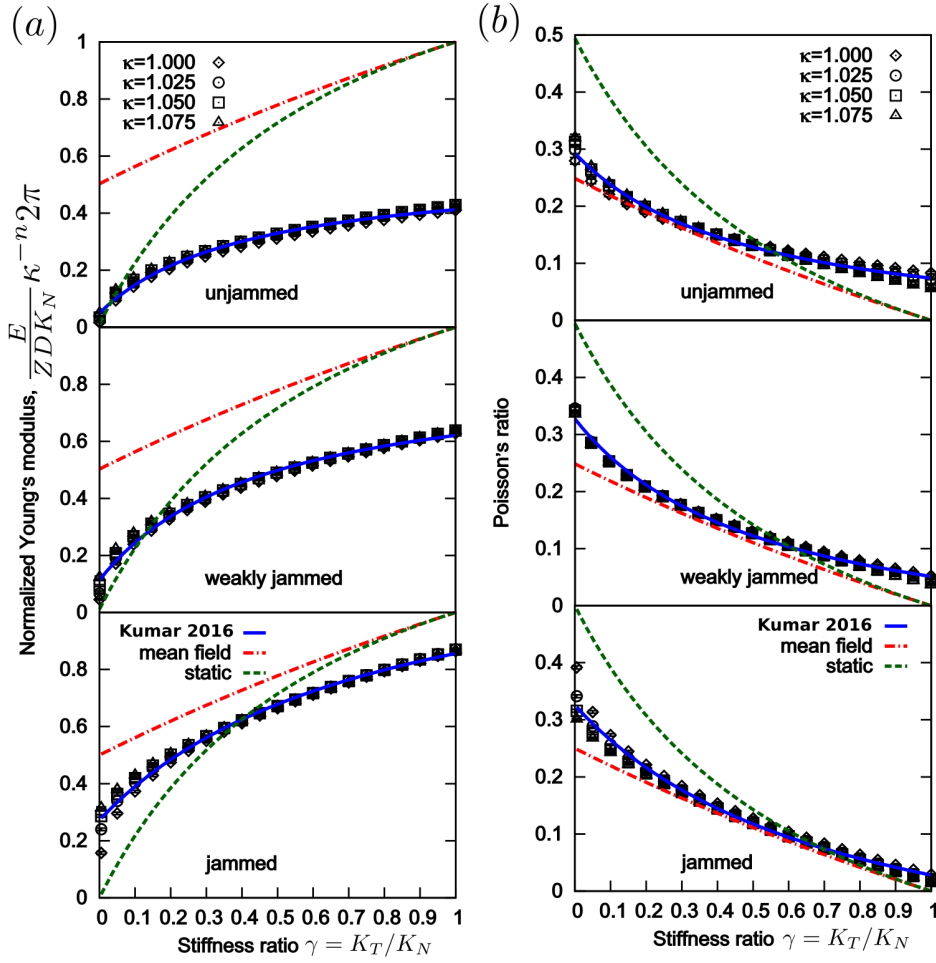 (a)
Normalized Young's modulus, E/(ZDK_N) κ^{-n}2π
κ=1.000
κ=1.025
κ=1.050
κ=1.075
1
0.8
0.6
0.4
0.2
0
unjammed
0.8
0.6
0.4
0.2
0
weakly jammed
Kumar 2016
mean field
static
0.8
0.6
0.4
0.2
0
jammed
0 0.1 0.2 0.3 0.4 0.5 0.6 0.7 0.8 0.9 1
Stiffness ratio γ = K_T/K_N
(b)
Poisson's ratio
κ=1.000
κ=1.025
κ=1.050
κ=1.075
0.5
0.4
0.3
0.2
0.1
0
unjammed
0.4
0.3
0.2
0.1
0
weakly jammed
Kumar 2016
mean field
static
0.4
0.3
0.2
0.1
0
jammed
0 0.1 0.2 0.3 0.4 0.5 0.6 0.7 0.8 0.9 1
Stiffness ratio γ = K_T/K_N